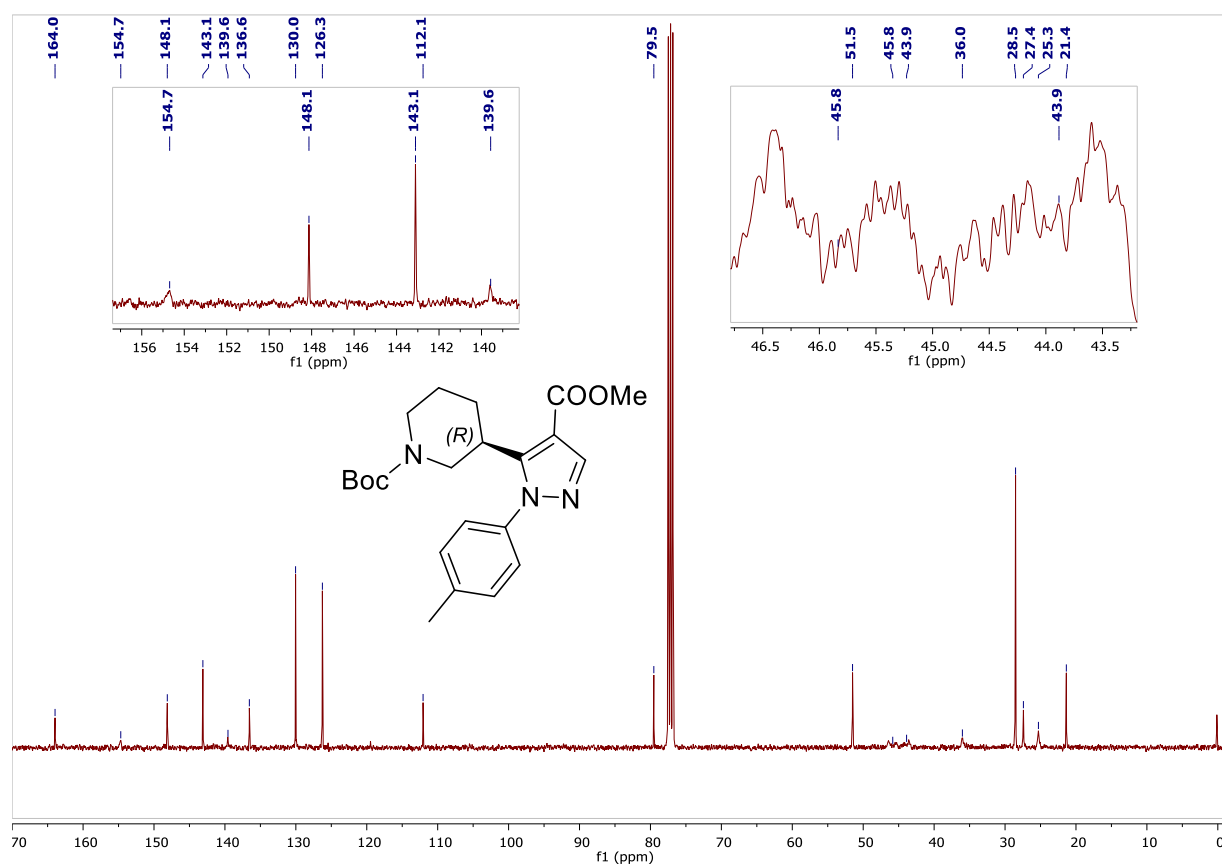 164.0 154.7 148.1 143.1 139.6 136.6 130.0 126.3 112.1 79.5 51.5 45.8 43.9 36.0 28.5 27.4 25.3 21.4
154.7 148.1 143.1 139.6
156 154 152 150 148 146 144 142 140
f1 (ppm)
45.8 43.9
46.5 46.0 45.5 45.0 44.5 44.0 43.5
f1 (ppm)
COOMe
(R)
N
Boc
N N
70 160 150 140 130 120 110 100 90 80 70 60 50 40 30 20 10 0
f1 (ppm)